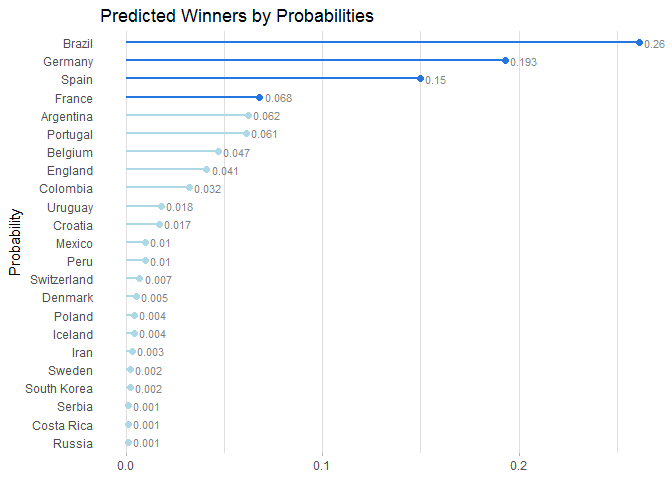 Predicted Winners by Probabilities
Brazil 0.26
Germany 0.193
Spain 0.15
France 0.068
Argentina 0.062
Portugal 0.061
Belgium 0.047
England 0.041
Colombia 0.032
Uruguay 0.018
Croatia 0.017
Mexico 0.01
Peru 0.01
Switzerland 0.007
Denmark 0.005
Poland 0.004
Iceland 0.004
Iran 0.003
Sweden 0.002
South Korea 0.002
Serbia 0.001
Costa Rica 0.001
Russia 0.001
Probability
0.0 0.1 0.2